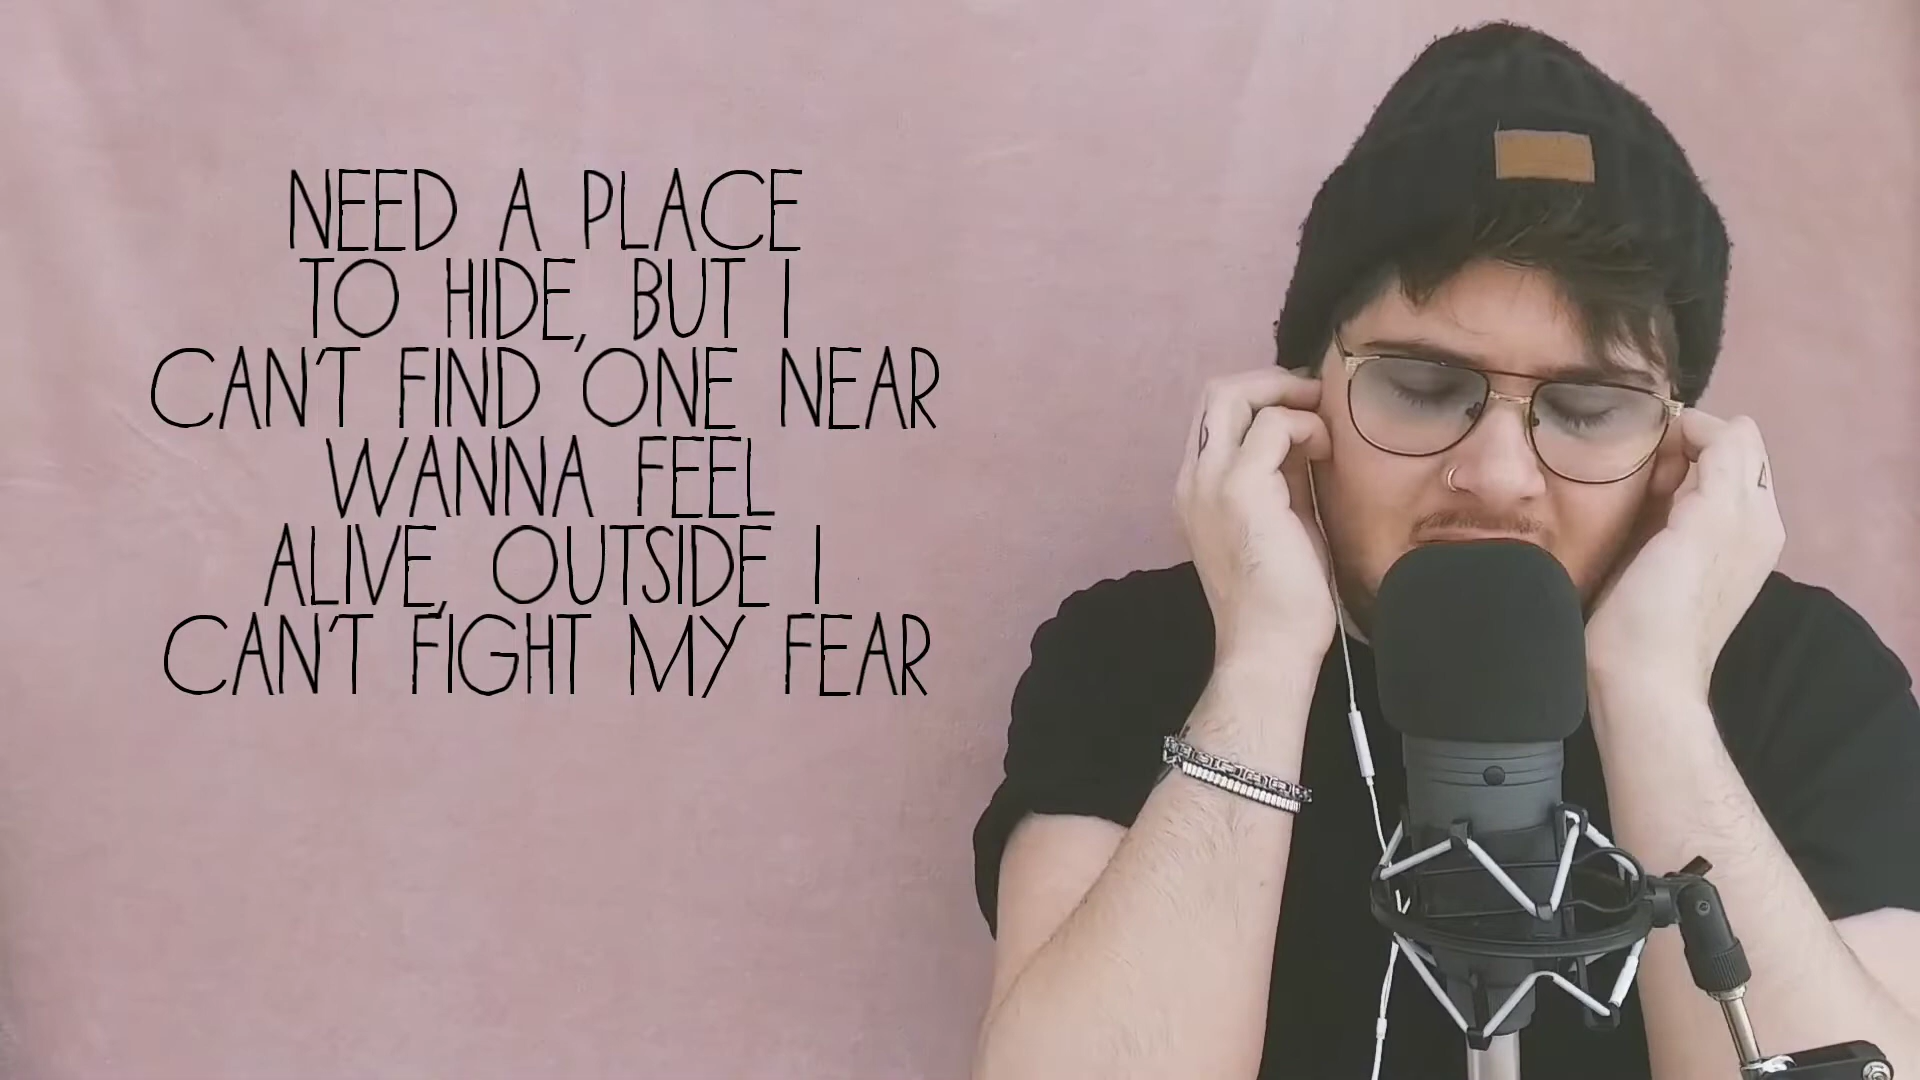 NEED A PLACE
TO HIDE, BUT I
CAN'T FIND ONE NEAR
WANNA FEEL
ALIVE, OUTSIDE I
CAN'T FIGHT MY FEAR